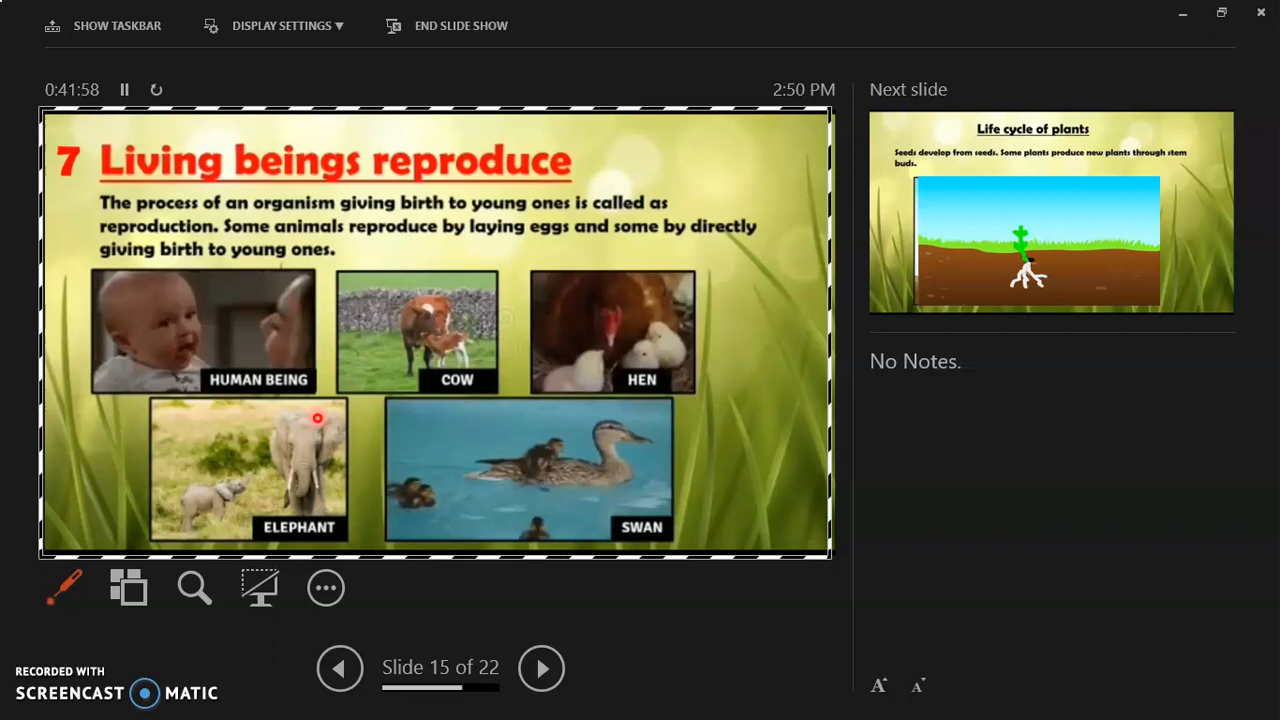 SHOW TASKBAR DISPLAY SETTINGS ▼ END SLIDE SHOW
0:41:58 2:50 PM
7 Living beings reproduce
The process of an organism giving birth to young ones is called as
reproduction. Some animals reproduce by laying eggs and some by directly
giving birth to young ones.
HUMAN BEING COW HEN
ELEPHANT SWAN
Slide 15 of 22
RECORDED WITH
SCREENCAST MATIC
Next slide
Life cycle of plants
Seeds develop from seeds. Some plants produce new plants through stem
buds.
No Notes.
A A